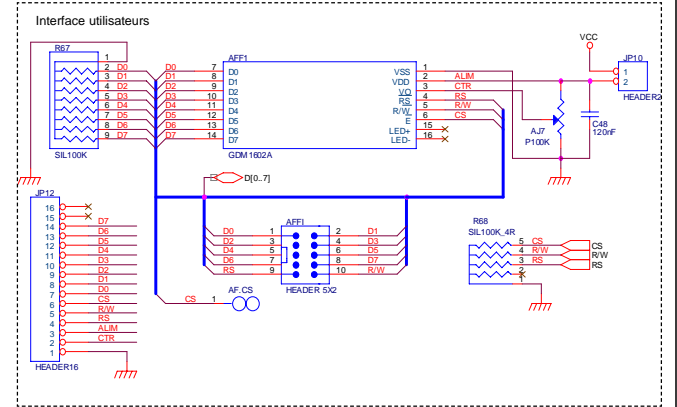 Interface utilisateurs
R67
1
2 D0
3 D1
4 D2
5 D3
6 D4
7 D5
8 D6
9 D7
SIL100K
AFF1
D0 7 D0
D1 8 D1
D2 9 D2
D3 10 D3
D4 11 D4
D5 12 D5
D6 13 D6
D7 14 D7
VSS 1
VDD 2 ALIM
VO 3 CTR
RS 4 RS
R/W 5 R/W
E 6 CS
LED+ 15
LED- 16
GDM1602A
VCC
JP10
1
2
HEADER2
AJ7
P100K
C48
120nF
D[0..7]
JP12
16
15
14 D7
13 D6
12 D5
11 D4
10 D3
9 D2
8 D1
7 D0
6 CS
5 R/W
4 RS
3 ALIM
2 CTR
1
HEADER16
AFFI
D0 1 2 D1
D2 3 4 D3
D4 5 6 D5
D6 7 8 D7
RS 9 10 R/W
HEADER 5X2
AF.CS
CS 1
R68
SIL100K_4R
5 CS CS
4 R/W R/W
3 RS RS
2
1